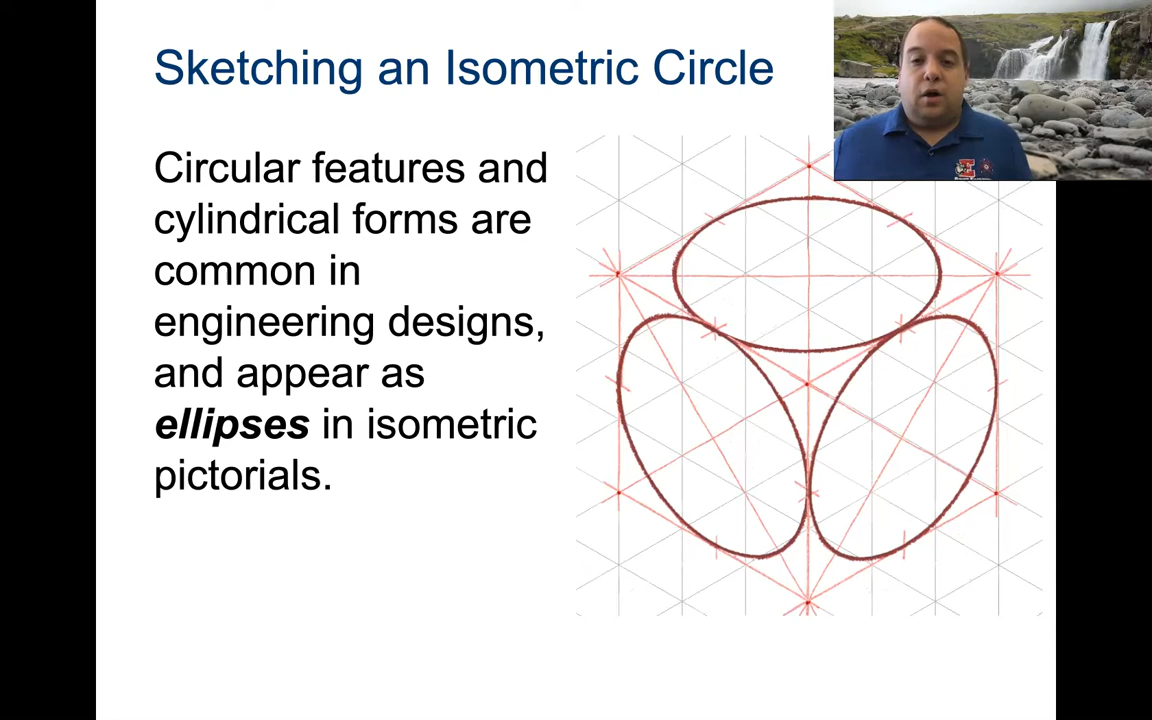 Sketching an Isometric Circle
Circular features and
cylindrical forms are
common in
engineering designs,
and appear as
ellipses in isometric
pictorials.